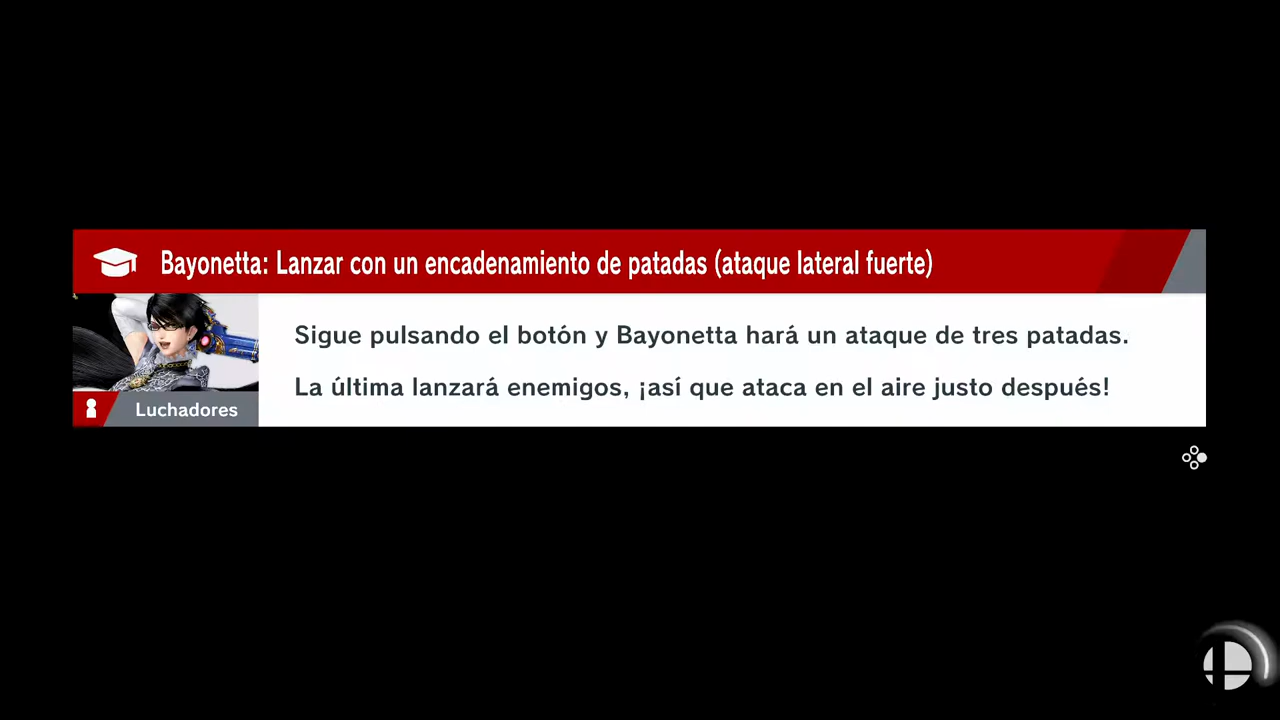 Bayonetta: Lanzar con un encadenamiento de patadas (ataque lateral fuerte)
Sigue pulsando el botón y Bayonetta hará un ataque de tres patadas.
La última lanzará enemigos, ¡así que ataca en el aire justo después!
Luchadores